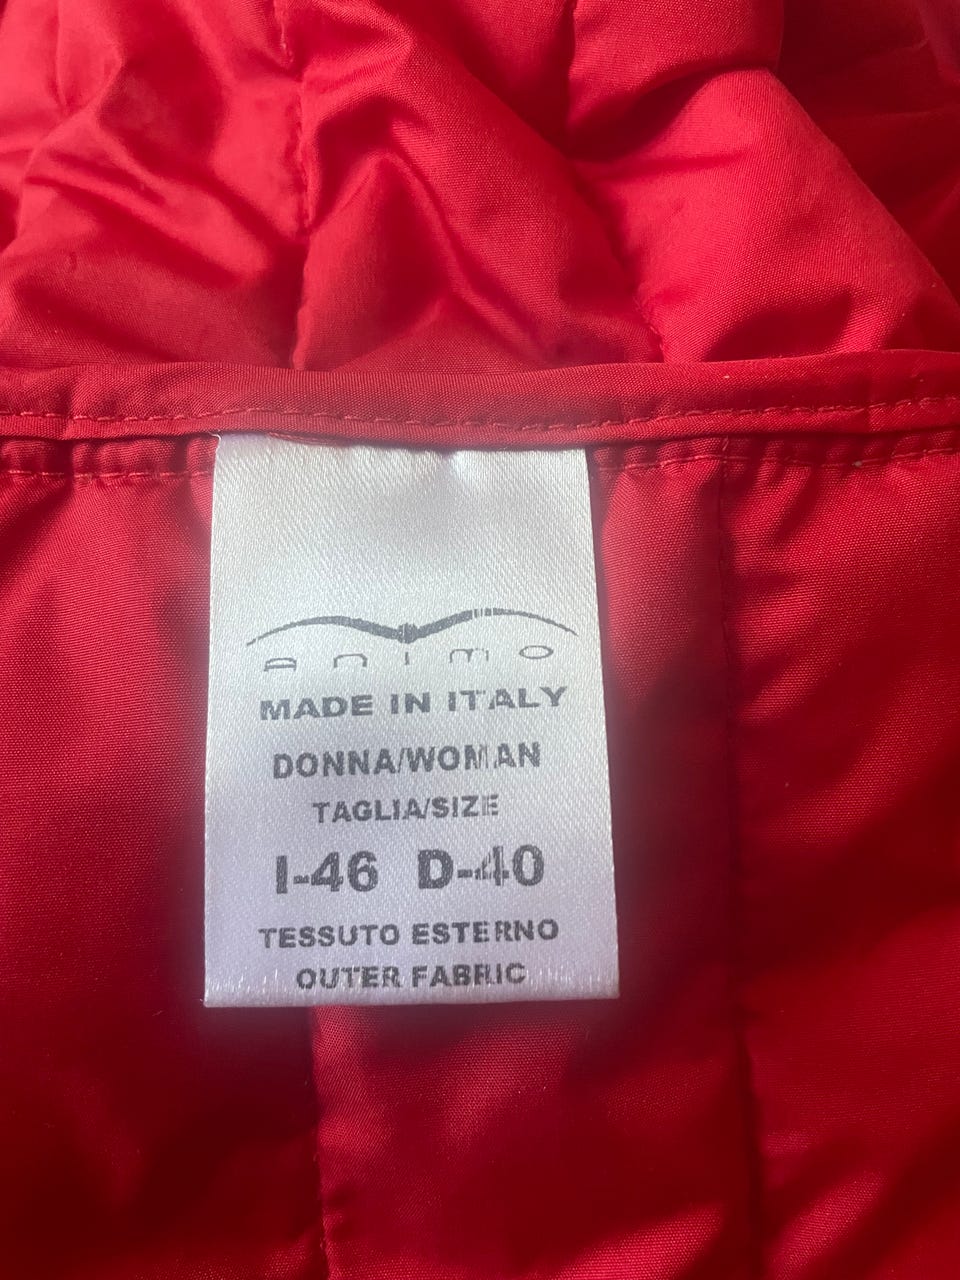 animo
MADE IN ITALY
DONNA/WOMAN
TAGLIA/SIZE
I-46 D-40
TESSUTO ESTERNO
OUTER FABRIC